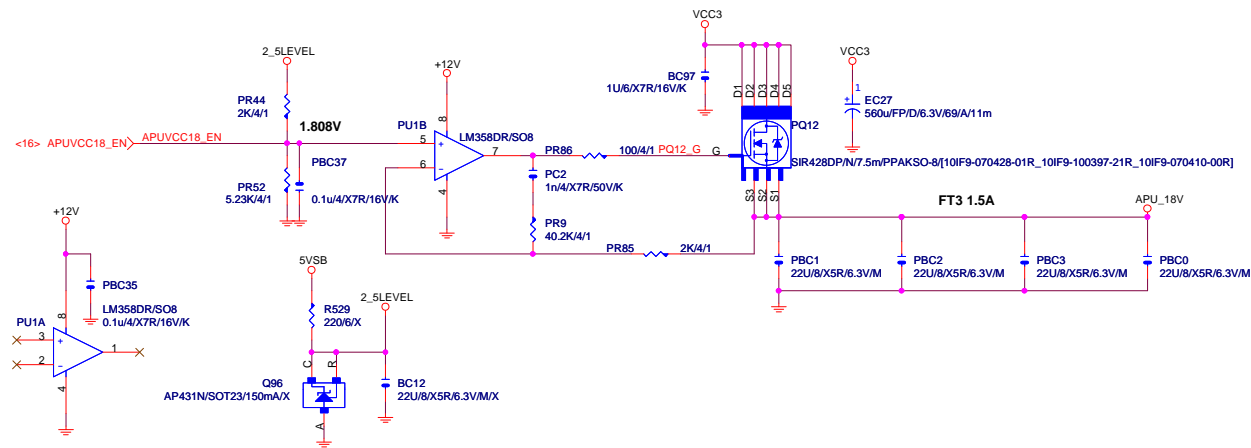 VCC3
2_5LEVEL
+12V
VCC3
BC97
1U/6/X7R/16V/K
D1
D2
D3
D4
D5
1
EC27
560u/FP/D/6.3V/69/A/11m
PR44
2K/4/1
1.808V
PU1B
8
LM358DR/SO8
PQ12
<16> APUVCC18_EN
APUVCC18_EN
5
+
7
PR86
100/4/1
PQ12_G
G
6
-
SIR428DP/N/7.5m/PPAKSO-8/[10IF9-070428-01R_10IF9-100397-21R_10IF9-070410-00R]
PBC37
PC2
1n/4/X7R/50V/K
4
PR52
5.23K/4/1
0.1u/4/X7R/16V/K
S3
S2
S1
FT3 1.5A
APU_18V
+12V
PR9
40.2K/4/1
PR85
2K/4/1
PBC1
22U/8/X5R/6.3V/M
PBC2
22U/8/X5R/6.3V/M
PBC3
22U/8/X5R/6.3V/M
PBC0
22U/8/X5R/6.3V/M
5VSB
PBC35
2_5LEVEL
8
LM358DR/SO8
PU1A
0.1u/4/X7R/16V/K
R529
220/6/X
3
+
1
2
-
C
R
4
Q96
AP431N/SOT23/150mA/X
BC12
22U/8/X5R/6.3V/M/X
A